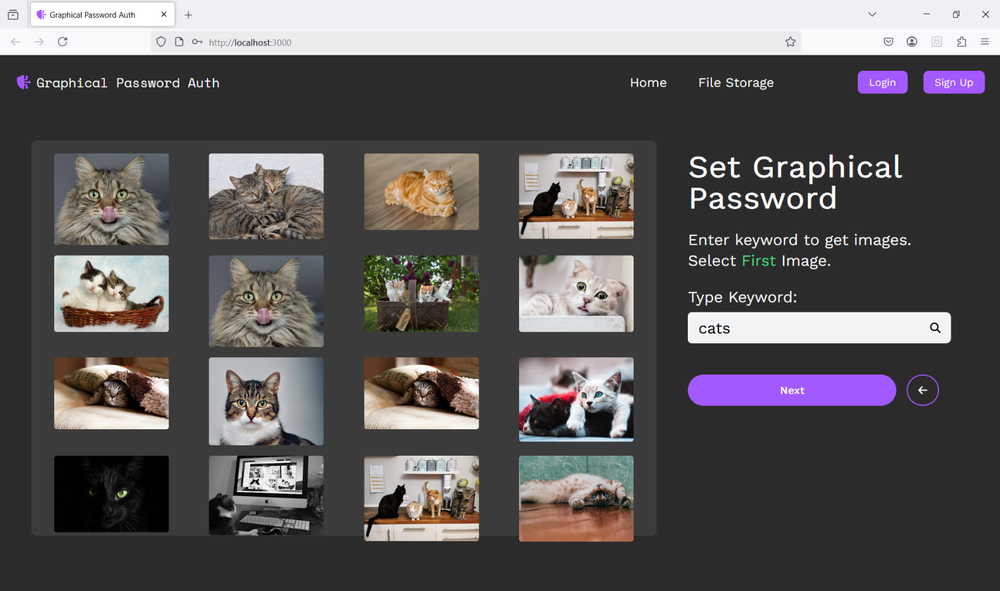 Graphical Password Auth
http://localhost:3000
Graphical Password Auth
Home
File Storage
Login
Sign Up
Set Graphical
Password
Enter keyword to get images.
Select First Image.
Type Keyword:
cats
Next